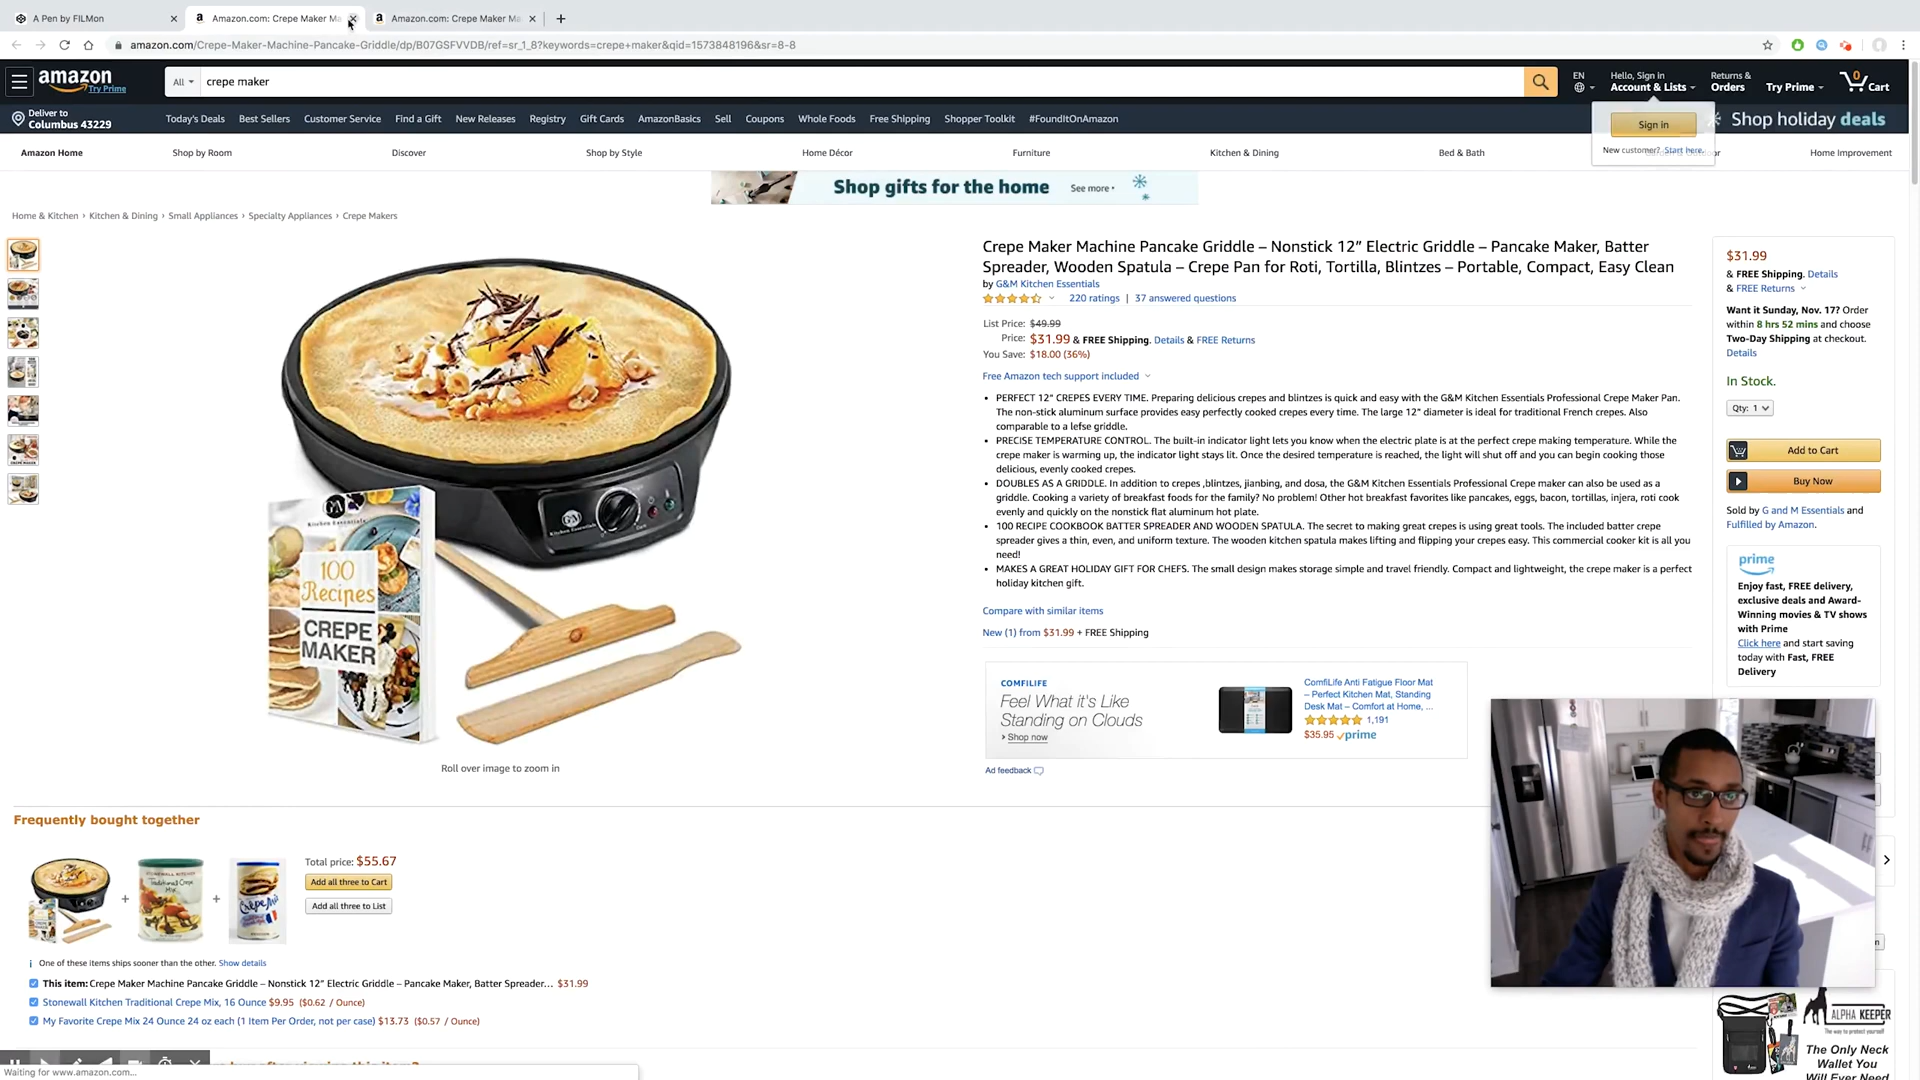 A Pen by FILMon
Amazon.com: Crepe Maker Ma
Amazon.com: Crepe Maker Ma
amazon.com/Crepe-Maker-Machine-Pancake-Griddle/dp/B07GSFVVDB/ref=sr_1_8?keywords=crepe+maker&qid=1573848196&sr=8-8
amazon
Try Prime
All
crepe maker
EN
Hello, Sign in
Account & Lists
Returns &
Orders
Try Prime
0
Cart
Deliver to
Columbus 43229
Today's Deals Best Sellers Customer Service Find a Gift New Releases Registry Gift Cards AmazonBasics Sell Coupons Whole Foods Free Shipping Shopper Toolkit #FoundItOnAmazon
Shop holiday deals
Sign in
New customer? Start here.
Amazon Home Shop by Room Discover Shop by Style Home Décor Furniture Kitchen & Dining Bed & Bath Home Improvement
Shop gifts for the home See more
Home & Kitchen › Kitchen & Dining › Small Appliances › Specialty Appliances › Crepe Makers
Crepe Maker Machine Pancake Griddle – Nonstick 12” Electric Griddle – Pancake Maker, Batter
Spreader, Wooden Spatula – Crepe Pan for Roti, Tortilla, Blintzes – Portable, Compact, Easy Clean
by G&M Kitchen Essentials
220 ratings | 37 answered questions
List Price: $49.99
Price: $31.99 & FREE Shipping. Details & FREE Returns
You Save: $18.00 (36%)
Free Amazon tech support included
• PERFECT 12" CREPES EVERY TIME. Preparing delicious crepes and blintzes is quick and easy with the G&M Kitchen Essentials Professional Crepe Maker Pan.
The non-stick aluminum surface provides easy perfectly cooked crepes every time. The large 12" diameter is ideal for traditional French crepes. Also
comparable to a lefse griddle.
• PRECISE TEMPERATURE CONTROL. The built-in indicator light lets you know when the electric plate is at the perfect crepe making temperature. While the
crepe maker is warming up, the indicator light stays lit. Once the desired temperature is reached, the light will shut off and you can begin cooking those
delicious, evenly cooked crepes.
• DOUBLES AS A GRIDDLE. In addition to crepes ,blintzes, jianbing, and dosa, the G&M Kitchen Essentials Professional Crepe maker can also be used as a
griddle. Cooking a variety of breakfast foods for the family? No problem! Other hot breakfast favorites like pancakes, eggs, bacon, tortillas, injera, roti cook
evenly and quickly on the nonstick flat aluminum hot plate.
• 100 RECIPE COOKBOOK BATTER SPREADER AND WOODEN SPATULA. The secret to making great crepes is using great tools. The included batter crepe
spreader gives a thin, even, and uniform texture. The wooden kitchen spatula makes lifting and flipping your crepes easy. This commercial cooker kit is all you
need!
• MAKES A GREAT HOLIDAY GIFT FOR CHEFS. The small design makes storage simple and travel friendly. Compact and lightweight, the crepe maker is a perfect
holiday kitchen gift.
Compare with similar items
New (1) from $31.99 + FREE Shipping
COMFILIFE
Feel What it's Like
Standing on Clouds
› Shop now
ComfiLife Anti Fatigue Floor Mat
– Perfect Kitchen Mat, Standing
Desk Mat – Comfort at Home, ...
1,191
$35.95 prime
Ad feedback
$31.99
& FREE Shipping. Details
& FREE Returns
Want it Sunday, Nov. 17? Order
within 8 hrs 52 mins and choose
Two-Day Shipping at checkout.
Details
In Stock.
Qty: 1
Add to Cart
Buy Now
Sold by G and M Essentials and
Fulfilled by Amazon.
prime
Enjoy fast, FREE delivery,
exclusive deals and Award-
Winning movies & TV shows
with Prime
Click here and start saving
today with Fast, FREE
Delivery
G&M
Kitchen Essentials
Kitchen Essentials
100
Recipes
CREPE
MAKER
Roll over image to zoom in
Frequently bought together
Total price: $55.67
Add all three to Cart
Add all three to List
i One of these items ships sooner than the other. Show details
This item: Crepe Maker Machine Pancake Griddle – Nonstick 12” Electric Griddle – Pancake Maker, Batter Spreader... $31.99
Stonewall Kitchen Traditional Crepe Mix, 16 Ounce $9.95 ($0.62 / Ounce)
My Favorite Crepe Mix 24 Ounce 24 oz each (1 Item Per Order, not per case) $13.73 ($0.57 / Ounce)
ALPHA KEEPER
The way to protect yourself
The Only Neck
Wallet You
Will Ever Need
Waiting for www.amazon.com...